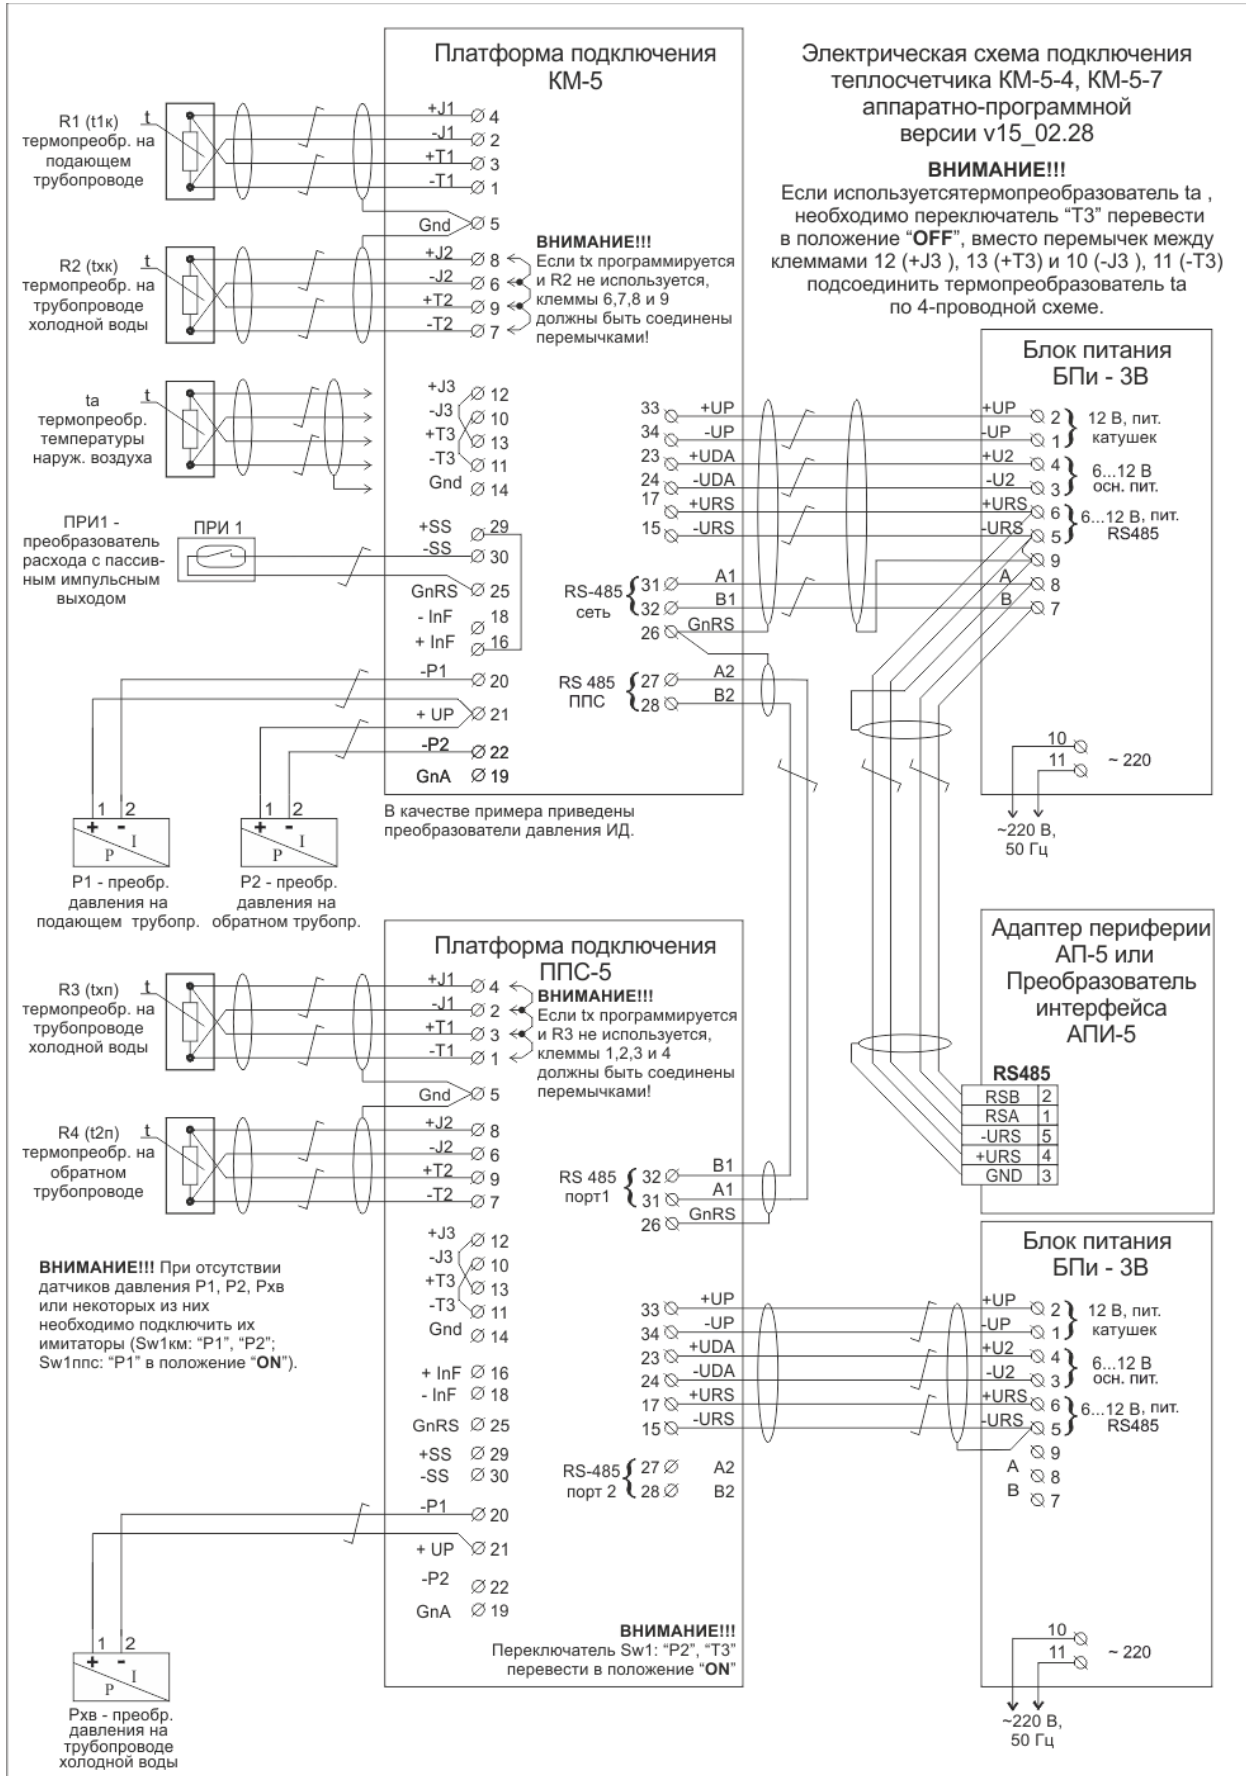 Платформа подключения
КМ-5
Электрическая схема подключения
теплосчетчика КМ-5-4, КМ-5-7
аппаратно-программной
версии v15_02.28
ВНИМАНИЕ!!!
Если используетсятермопреобразователь ta ,
необходимо переключатель “Т3” перевести
в положение “OFF”, вместо перемычек между
клеммами 12 (+J3 ), 13 (+T3) и 10 (-J3 ), 11 (-T3)
подсоединить термопреобразователь ta
по 4-проводной схеме.
R1 (t1к)
термопреобр. на
подающем
трубопроводе
t
+J1 4
-J1 2
+T1 3
-T1 1
Gnd 5
R2 (txк)
термопреобр. на
трубопроводе
холодной воды
t
+J2 8
-J2 6
+T2 9
-T2 7
ВНИМАНИЕ!!!
Если tx программируется
и R2 не используется,
клеммы 6,7,8 и 9
должны быть соединены
перемычками!
ta
термопреобр.
температуры
наруж. воздуха
t
+J3 12
-J3 10
+T3 13
-T3 11
Gnd 14
ПРИ1 -
преобразователь
расхода с пассив-
ным импульсным
выходом
ПРИ 1
+SS 29
-SS 30
GnRS 25
- InF 18
+ InF 16
-P1 20
+ UP 21
-P2 22
GnA 19
33 +UP
34 -UP
23 +UDA
24 -UDA
17 +URS
15 -URS
RS-485
сеть
31 A1
32 B1
26 GnRS
RS 485
ППС
27 A2
28 B2
Блок питания
БПи - 3В
+UP 2
-UP 1
12 В, пит.
катушек
+U2 4
-U2 3
6...12 В
осн. пит.
+URS 6
-URS 5
6...12 В, пит.
RS485
9
A 8
B 7
10
11
~ 220
~220 В,
50 Гц
1 2
+ -
P I
P1 - преобр.
давления на
подающем трубопр.
1 2
+ -
P I
P2 - преобр.
давления на
обратном трубопр.
В качестве примера приведены
преобразователи давления ИД.
Платформа подключения
ППС-5
R3 (txп)
термопреобр. на
трубопроводе
холодной воды
t
+J1 4
-J1 2
+T1 3
-T1 1
Gnd 5
ВНИМАНИЕ!!!
Если tx программируется
и R3 не используется,
клеммы 1,2,3 и 4
должны быть соединены
перемычками!
R4 (t2п)
термопреобр. на
обратном
трубопроводе
t
+J2 8
-J2 6
+T2 9
-T2 7
+J3 12
-J3 10
+T3 13
-T3 11
Gnd 14
+ InF 16
- InF 18
GnRS 25
+SS 29
-SS 30
-P1 20
+ UP 21
-P2 22
GnA 19
ВНИМАНИЕ!!! При отсутствии
датчиков давления P1, P2, Рхв
или некоторых из них
необходимо подключить их
имитаторы (Sw1км: “P1”, “P2”;
Sw1ппс: “P1” в положение “ON”).
RS 485
порт1
32 B1
31 A1
26 GnRS
33 +UP
34 -UP
23 +UDA
24 -UDA
17 +URS
15 -URS
RS-485
порт 2
27 A2
28 B2
ВНИМАНИЕ!!!
Переключатель Sw1: “P2”, “T3”
перевести в положение “ON”
1 2
+ -
P I
Рхв - преобр.
давления на
трубопроводе
холодной воды
Адаптер периферии
АП-5 или
Преобразователь
интерфейса
АПИ-5
RS485
RSB 2
RSA 1
-URS 5
+URS 4
GND 3
Блок питания
БПи - 3В
+UP 2
-UP 1
12 В, пит.
катушек
+U2 4
-U2 3
6...12 В
осн. пит.
+URS 6
-URS 5
6...12 В, пит.
RS485
9
A 8
B 7
10
11
~ 220
~220 В,
50 Гц